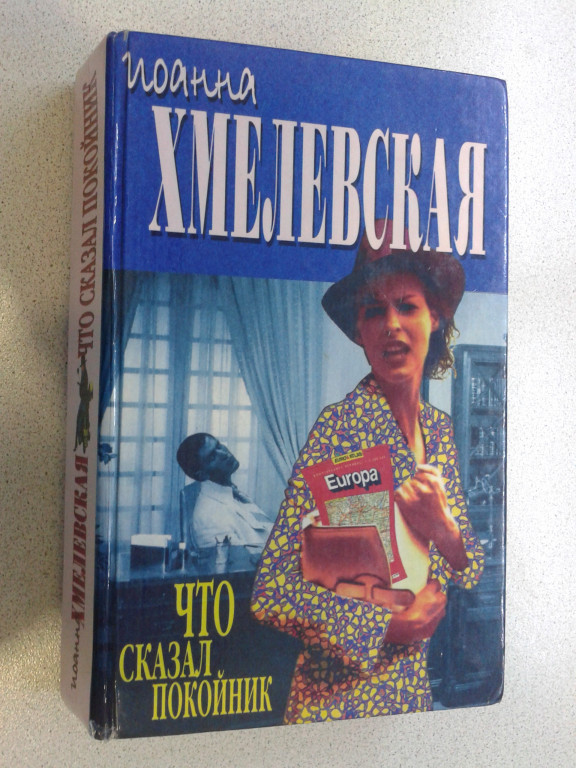 Иоанна
ХМЕЛЕВСКАЯ
Europa
ЧТО
СКАЗАЛ
ПОКОЙНИК
Иоанна ХМЕЛЕВСКАЯ ЧТО СКАЗАЛ ПОКОЙНИК